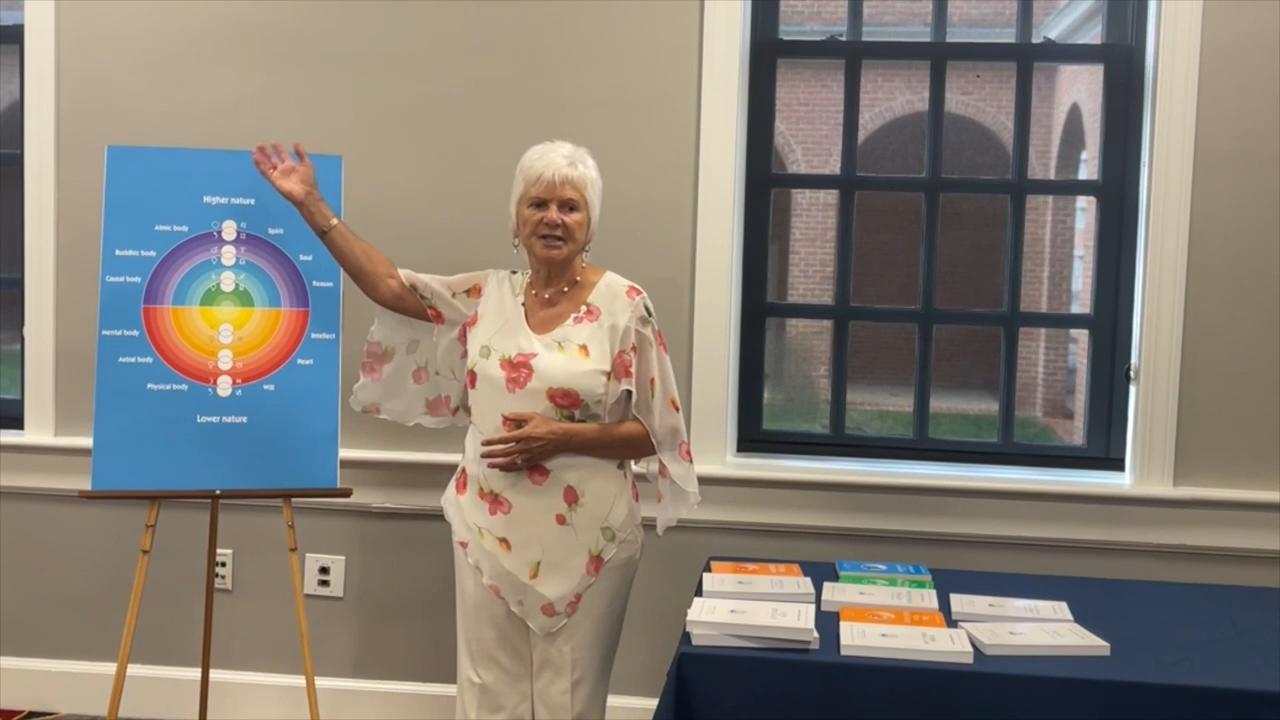 Higher nature
Atmic body
Spirit
Buddhic body
Soul
Causal body
Reason
Mental body
Intellect
Astral body
Heart
Physical body
Will
Lower nature